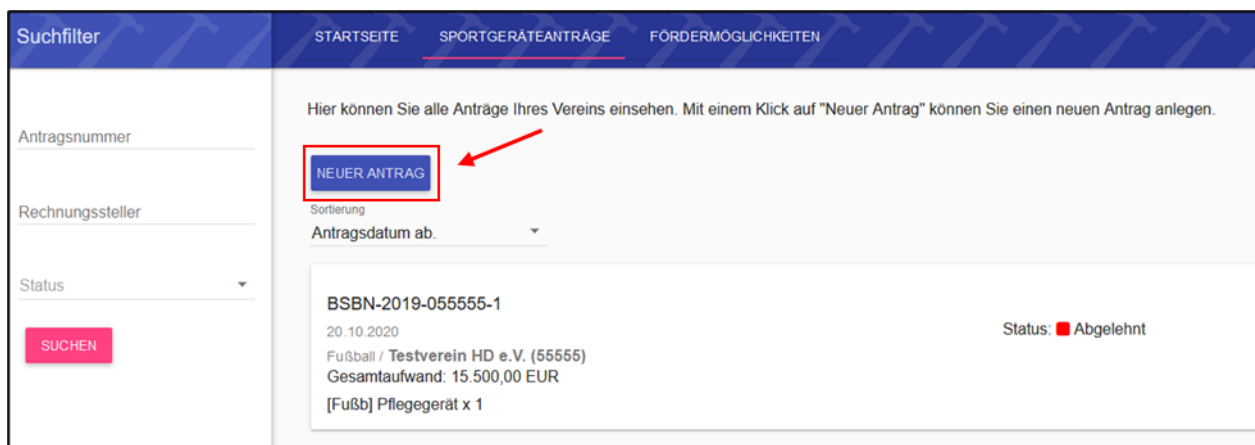 Suchfilter
STARTSEITE SPORTGERÄTEANTRÄGE FÖRDERMÖGLICHKEITEN
Antragsnummer
Rechnungssteller
Status
SUCHEN
Hier können Sie alle Anträge Ihres Vereins einsehen. Mit einem Klick auf "Neuer Antrag" können Sie einen neuen Antrag anlegen.
NEUER ANTRAG
Sortierung
Antragsdatum ab.
BSBN-2019-055555-1
20.10.2020
Fußball / Testverein HD e.V. (55555)
Gesamtaufwand: 15.500,00 EUR
[Fußb] Pflegegerät x 1
Status: Abgelehnt